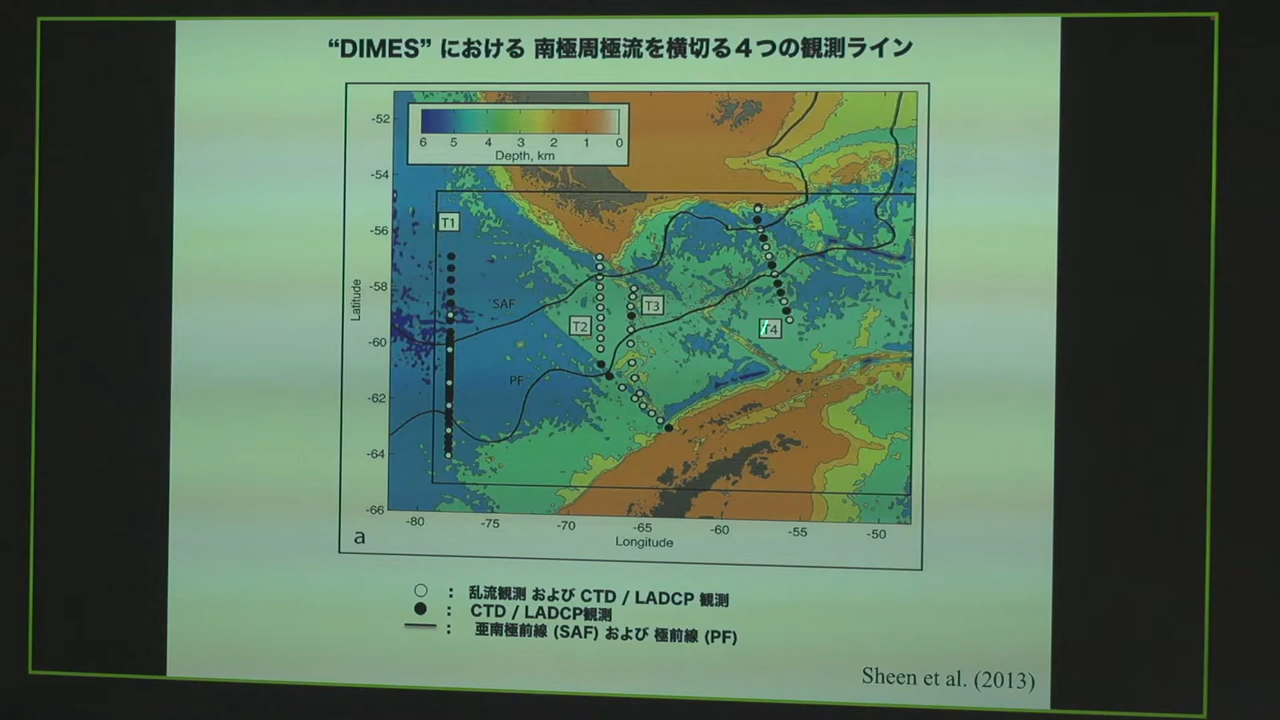 “DIMES” における 南極周極流を横切る４つの観測ライン
6 5 4 3 2 1 0
Depth, km
-52
-54
-56
-58
-60
-62
-64
-66
Latitude
T1
SAF
T2
T3
T4
PF
-80 -75 -70 -65 -60 -55 -50
Longitude
a
○ : 乱流観測 および CTD / LADCP 観測
● : CTD / LADCP観測
— : 亜南極前線 (SAF) および 極前線 (PF)
Sheen et al. (2013)